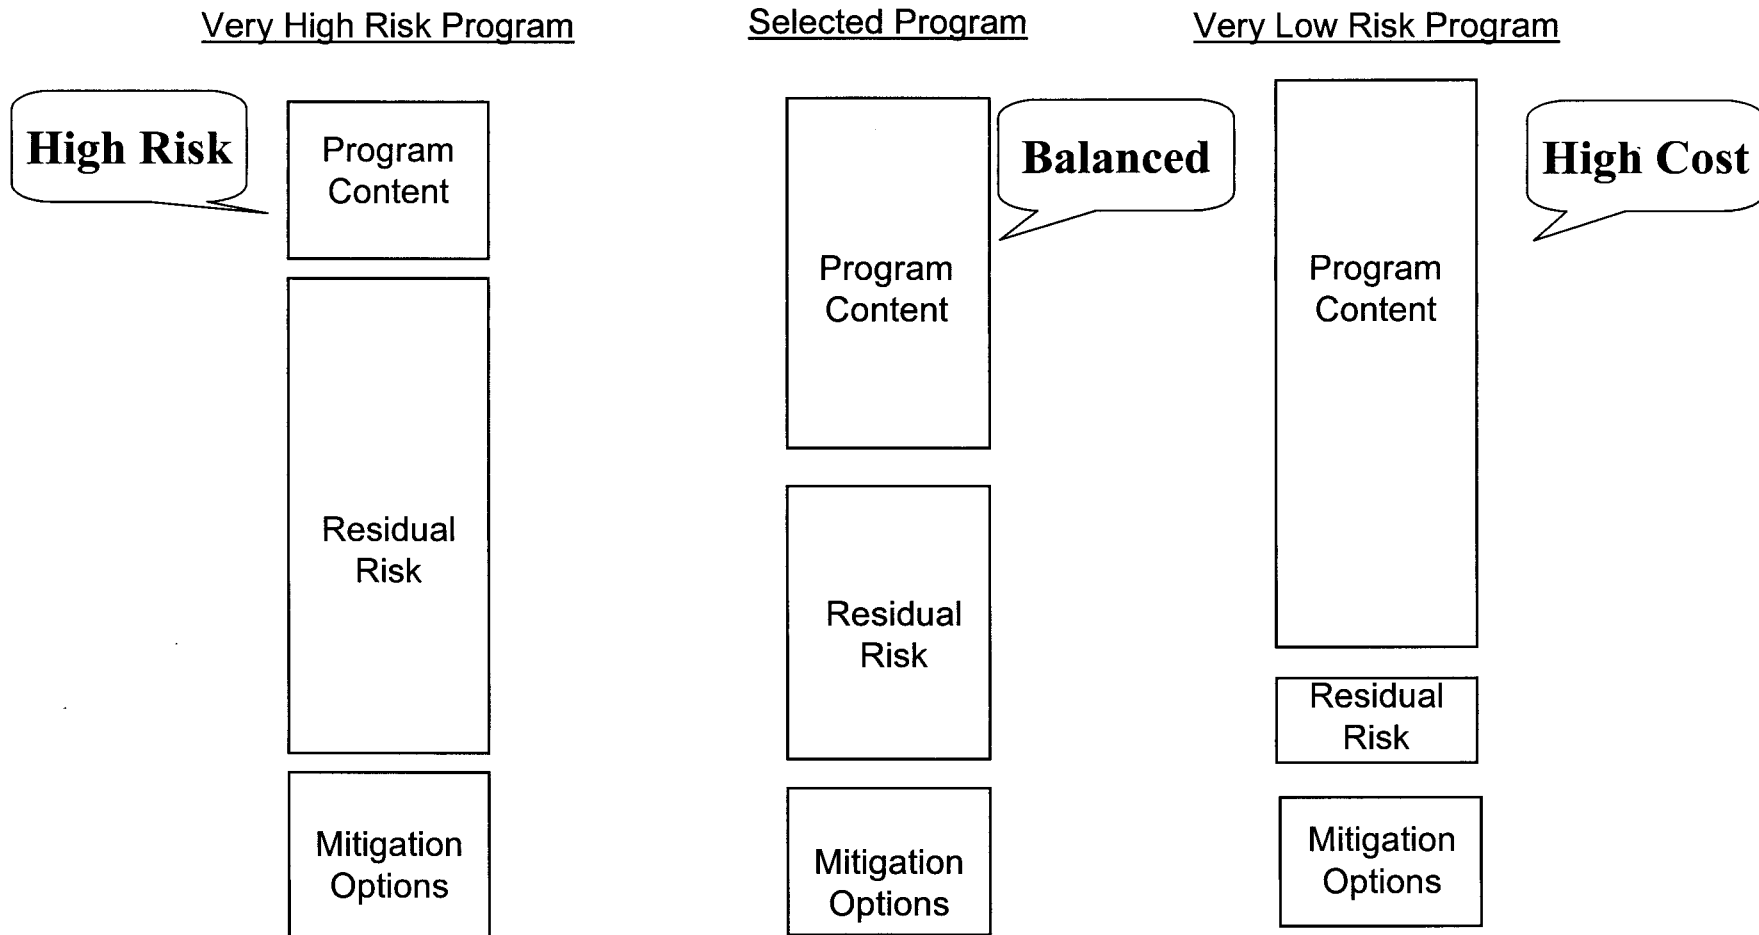 Very High Risk Program
Selected Program
Very Low Risk Program
High Risk
Program
Content
Residual
Risk
Mitigation
Options
Balanced
Program
Content
Residual
Risk
Mitigation
Options
High Cost
Program
Content
Residual
Risk
Mitigation
Options